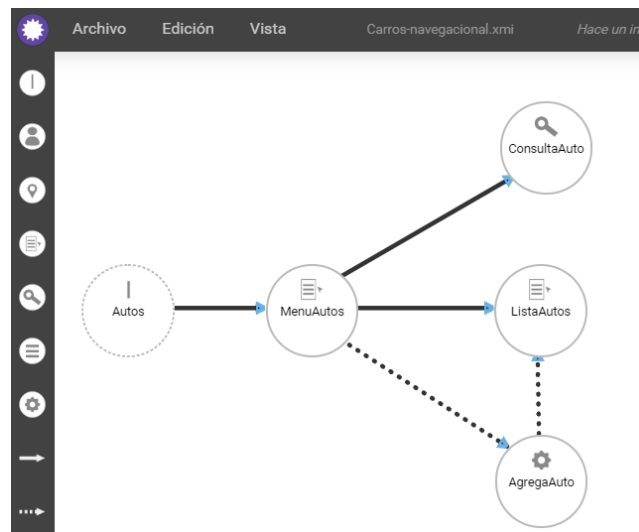 Archivo Edición Vista Carros-navegacional.xmi Hace un in
ConsultaAuto
Autos MenuAutos ListaAutos
AgregaAuto